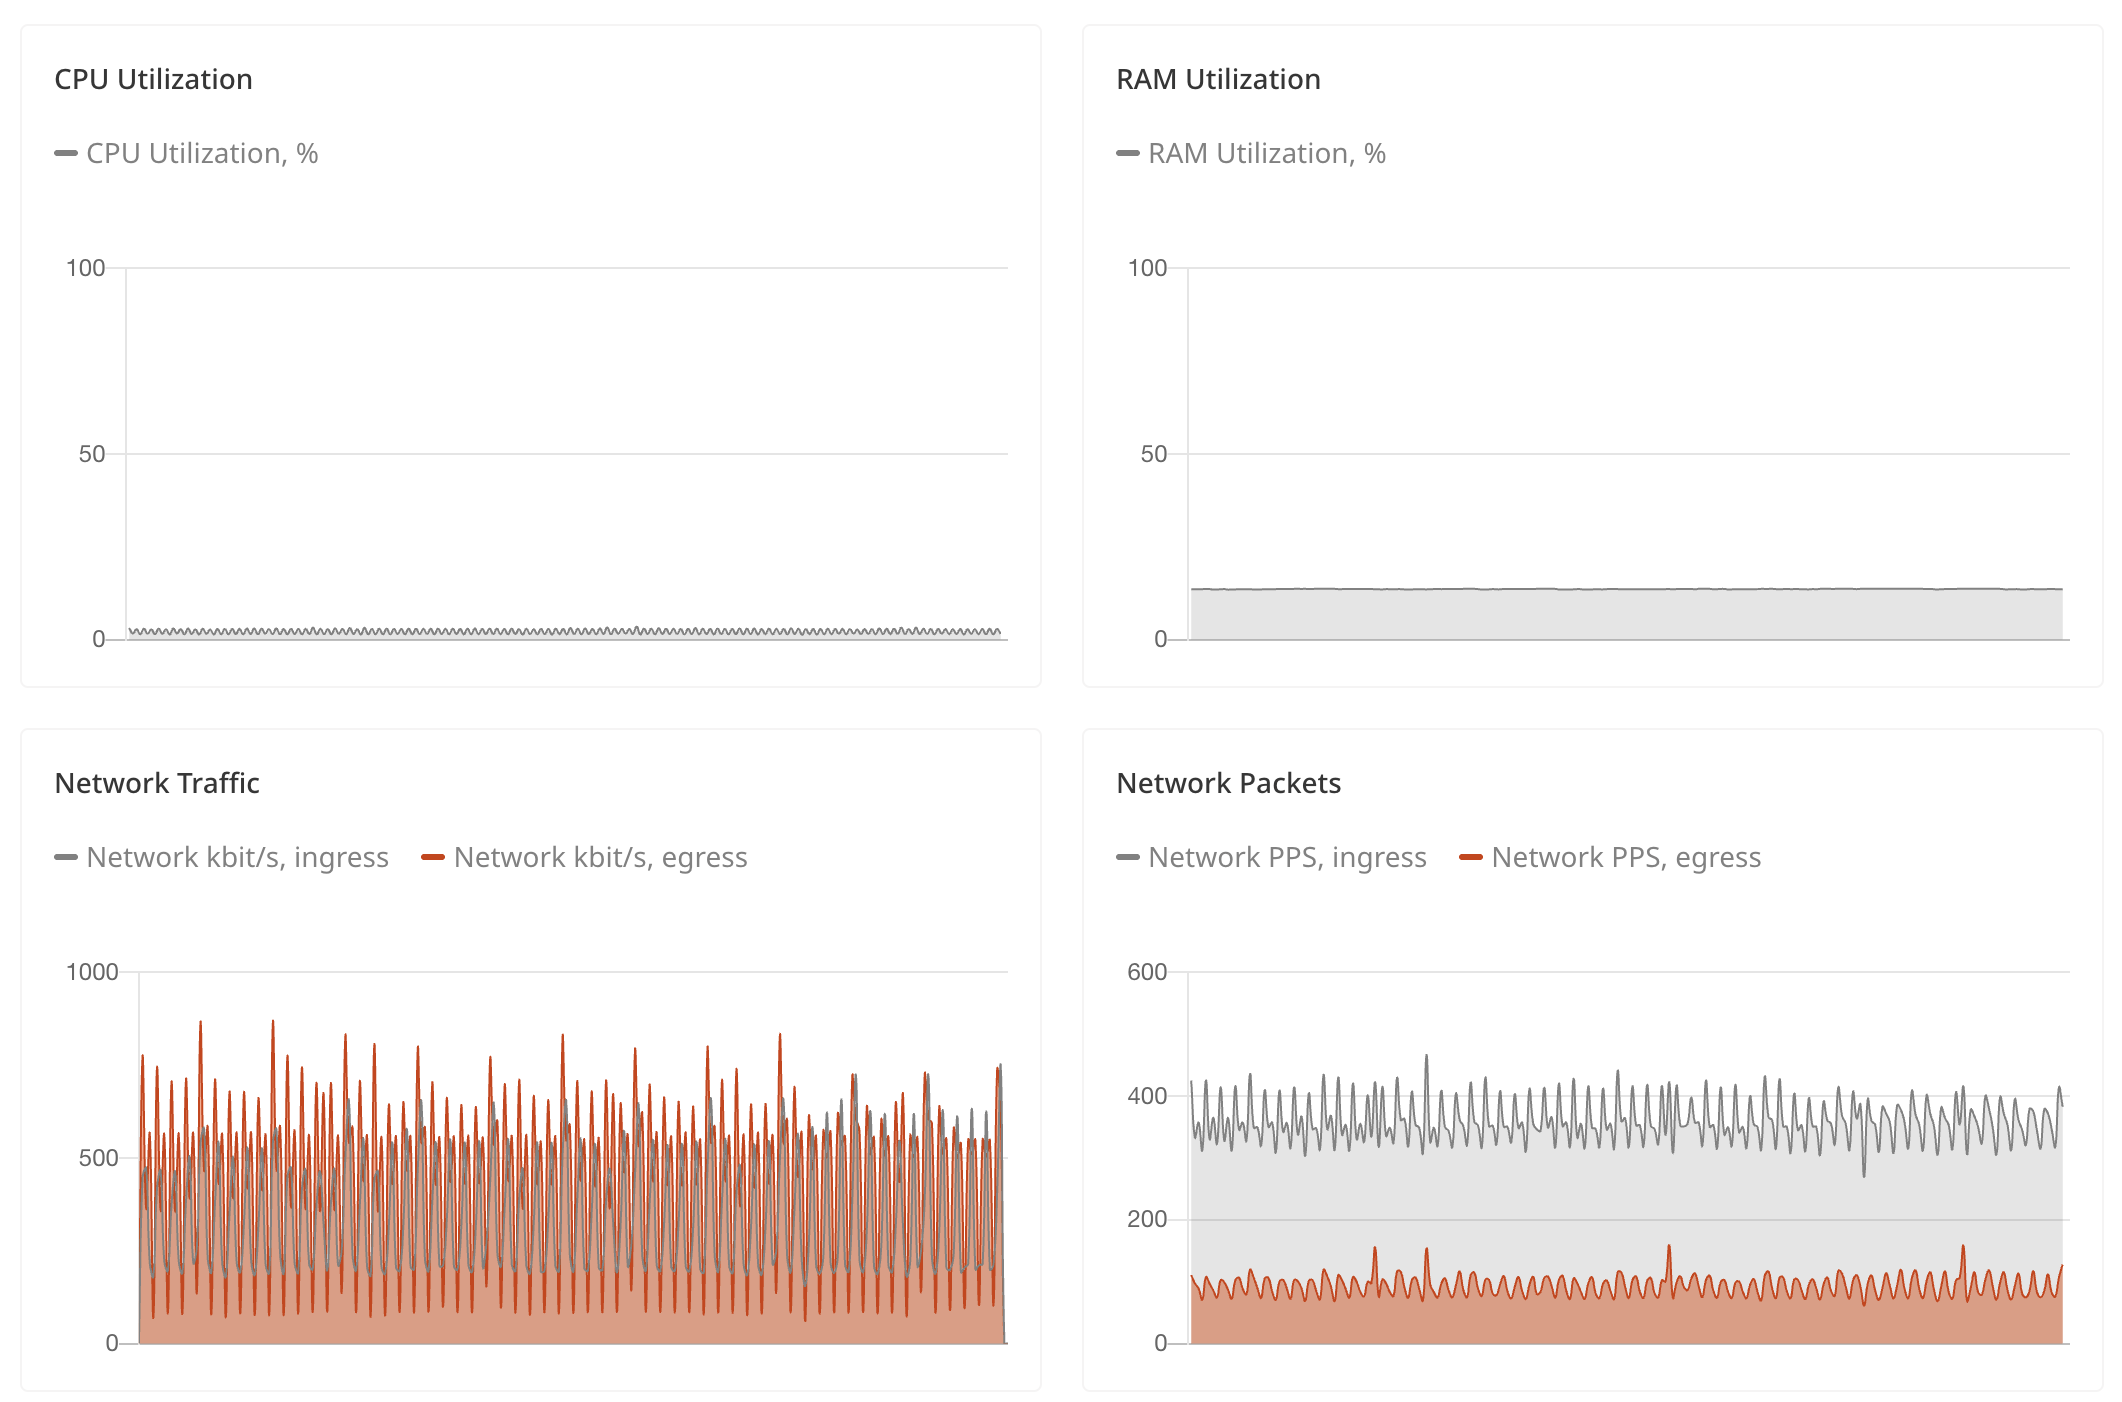 CPU Utilization
CPU Utilization, %
100
50
0
RAM Utilization
RAM Utilization, %
100
50
0
Network Traffic
Network kbit/s, ingress Network kbit/s, egress
1000
500
0
Network Packets
Network PPS, ingress Network PPS, egress
600
400
200
0